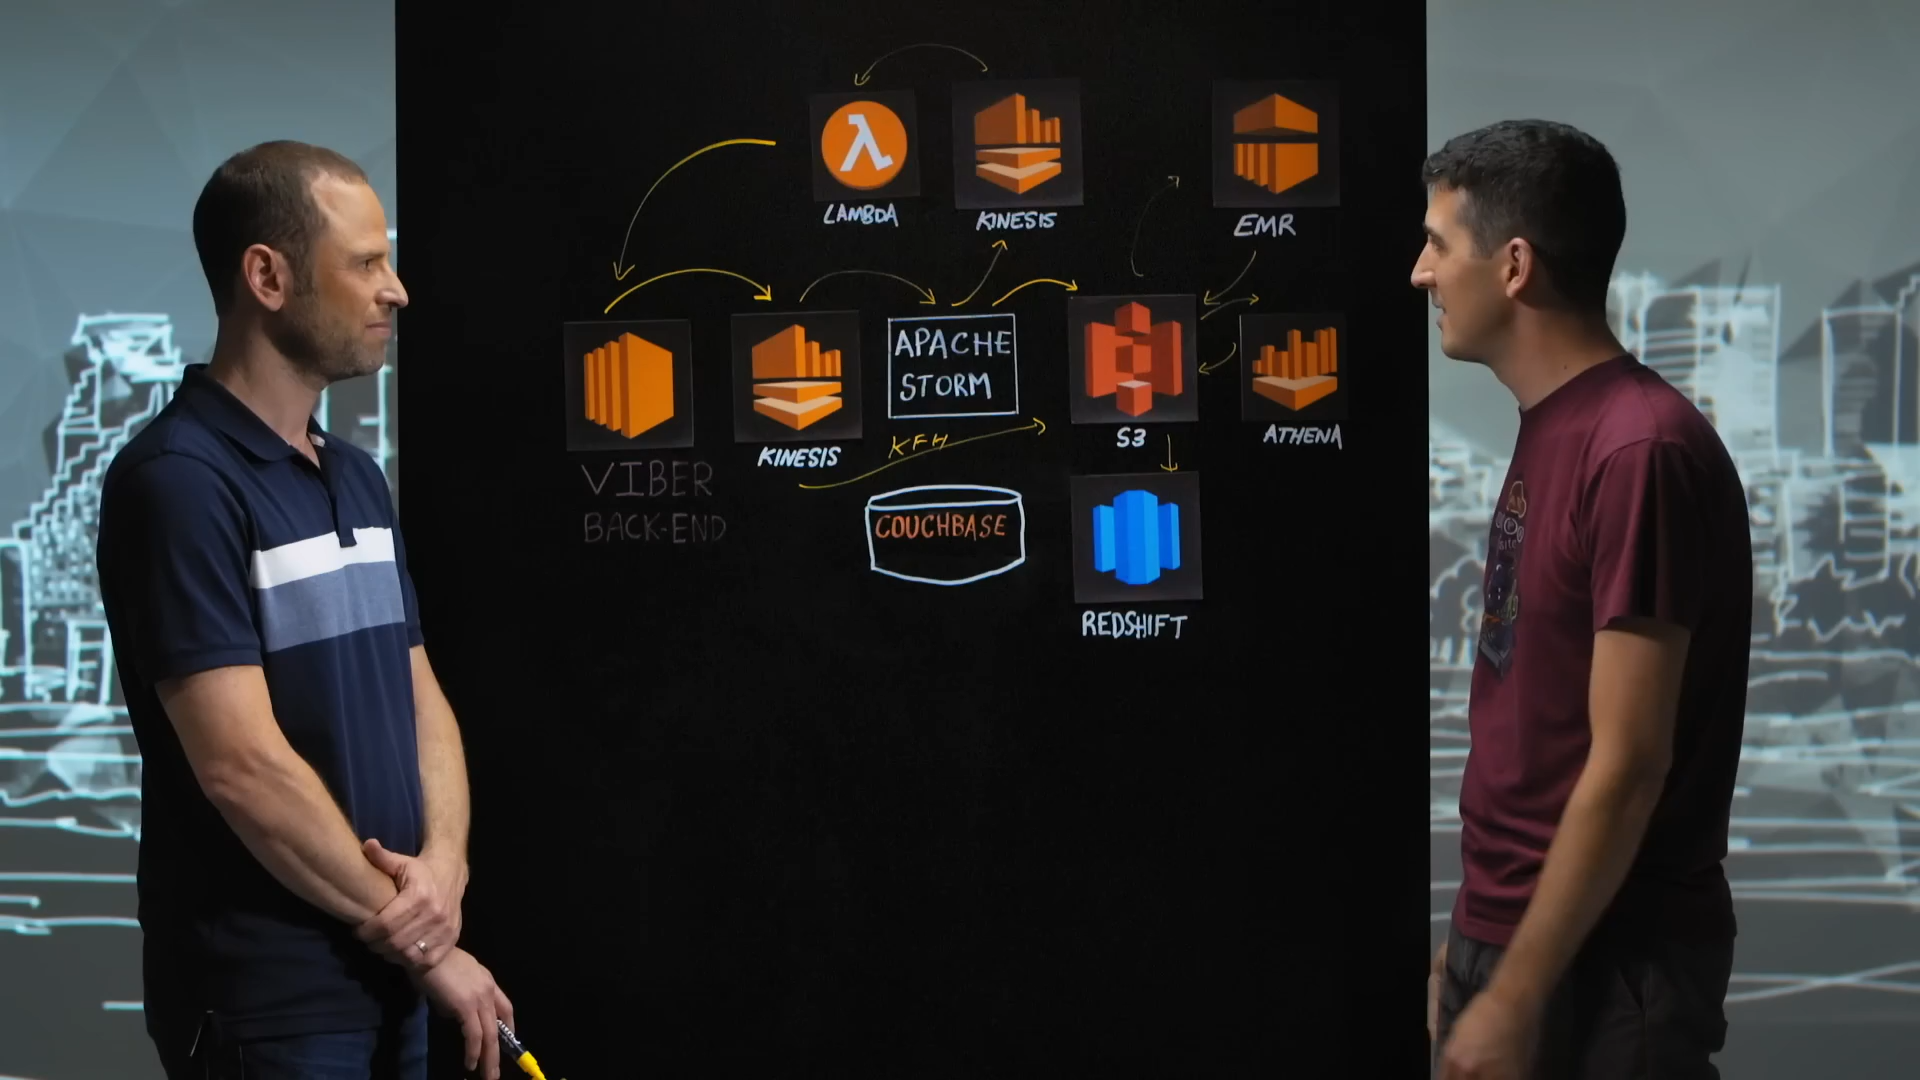 LAMBDA
KINESIS
EMR
APACHE
STORM
KINESIS
S3
ATHENA
KFH
VIBER
BACK-END
COUCHBASE
REDSHIFT